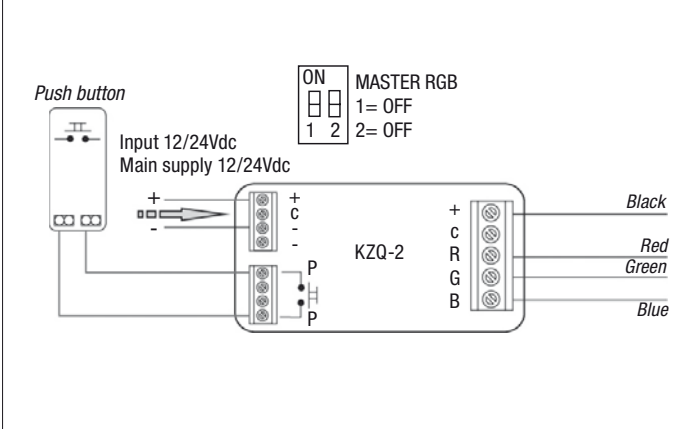 ON
MASTER RGB
1= OFF
1 2
2= OFF
Push button
Input 12/24Vdc
Main supply 12/24Vdc
+
-
+
c
-
-
P
P
KZQ-2
+
c
R
G
B
Black
Red
Green
Blue